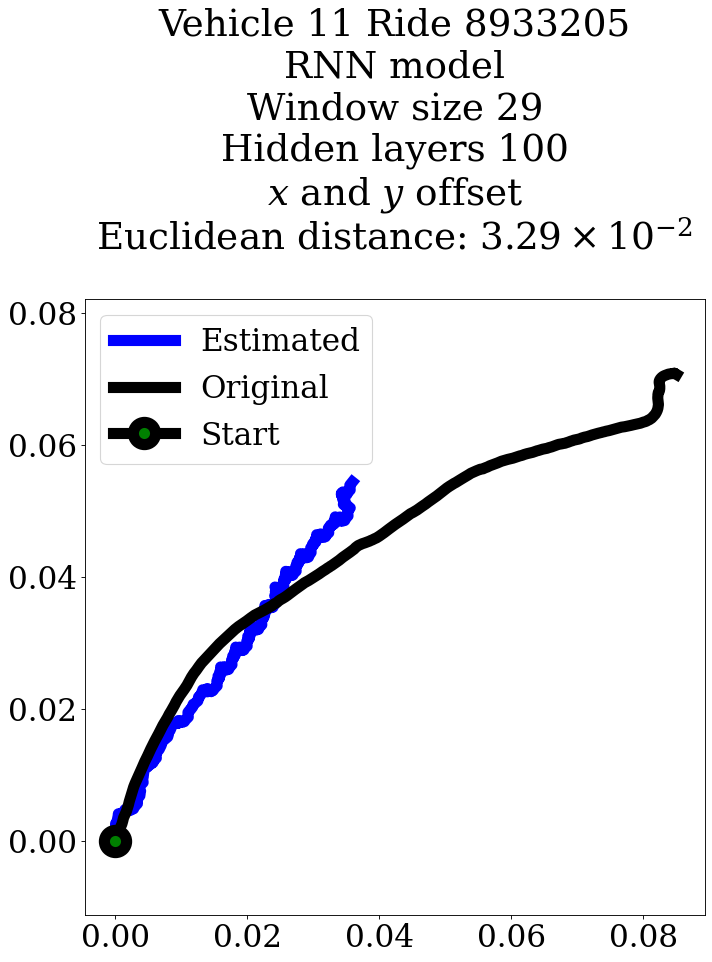 Vehicle 11 Ride 8933205
RNN model
Window size 29
Hidden layers 100
x and y offset
Euclidean distance: 3.29 × 10⁻²
Estimated
Original
Start
0.08
0.06
0.04
0.02
0.00
0.00 0.02 0.04 0.06 0.08